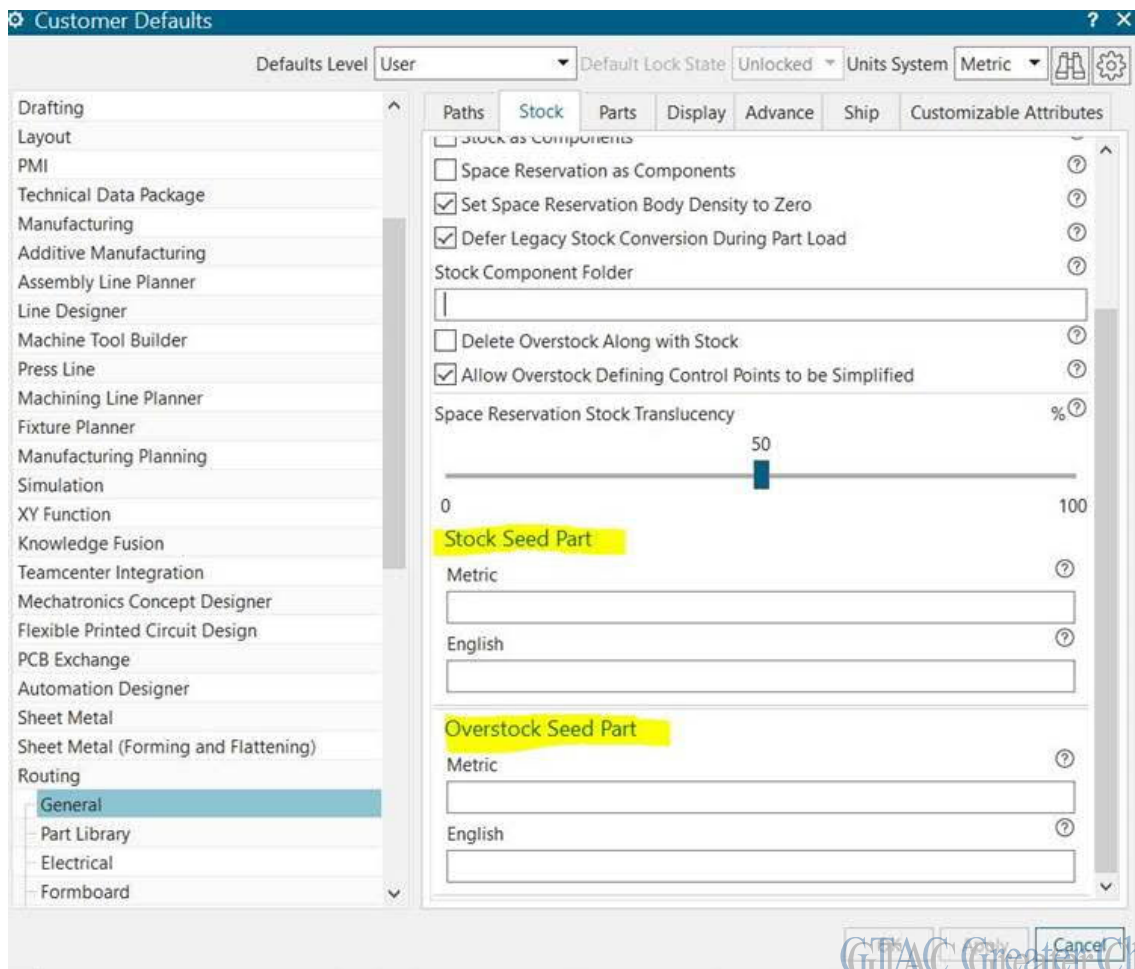 Customer Defaults
Defaults Level User Default Lock State Unlocked Units System Metric
Drafting
Layout
PMI
Technical Data Package
Manufacturing
Additive Manufacturing
Assembly Line Planner
Line Designer
Machine Tool Builder
Press Line
Machining Line Planner
Fixture Planner
Manufacturing Planning
Simulation
XY Function
Knowledge Fusion
Teamcenter Integration
Mechatronics Concept Designer
Flexible Printed Circuit Design
PCB Exchange
Automation Designer
Sheet Metal
Sheet Metal (Forming and Flattening)
Routing
General
Part Library
Electrical
Formboard
Paths Stock Parts Display Advance Ship Customizable Attributes
Stock as Components
Space Reservation as Components
Set Space Reservation Body Density to Zero
Defer Legacy Stock Conversion During Part Load
Stock Component Folder
Delete Overstock Along with Stock
Allow Overstock Defining Control Points to be Simplified
Space Reservation Stock Translucency %
50
0 100
Stock Seed Part
Metric
English
Overstock Seed Part
Metric
English
Cancel
GTAC Greater Ch